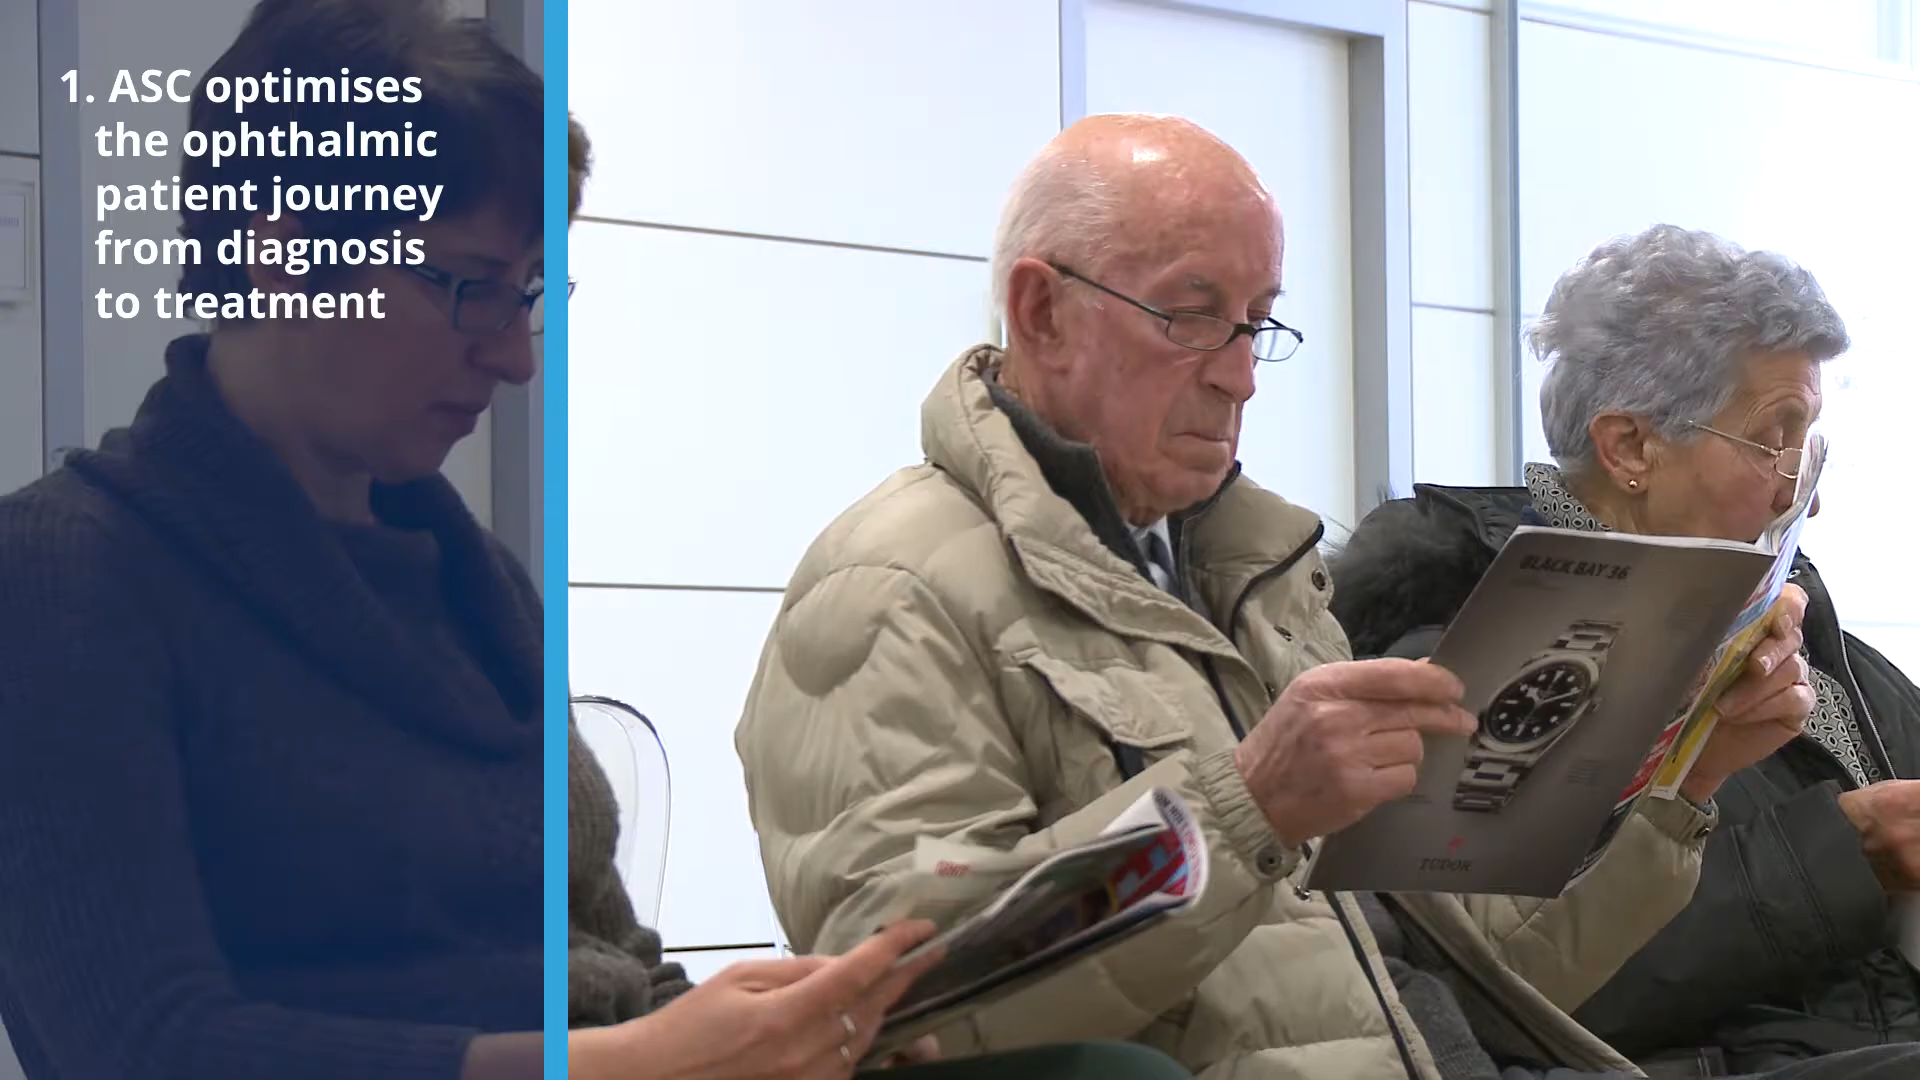 1. ASC optimises
the ophthalmic
patient journey
from diagnosis
to treatment
BLACK BAY 36
TUDOR